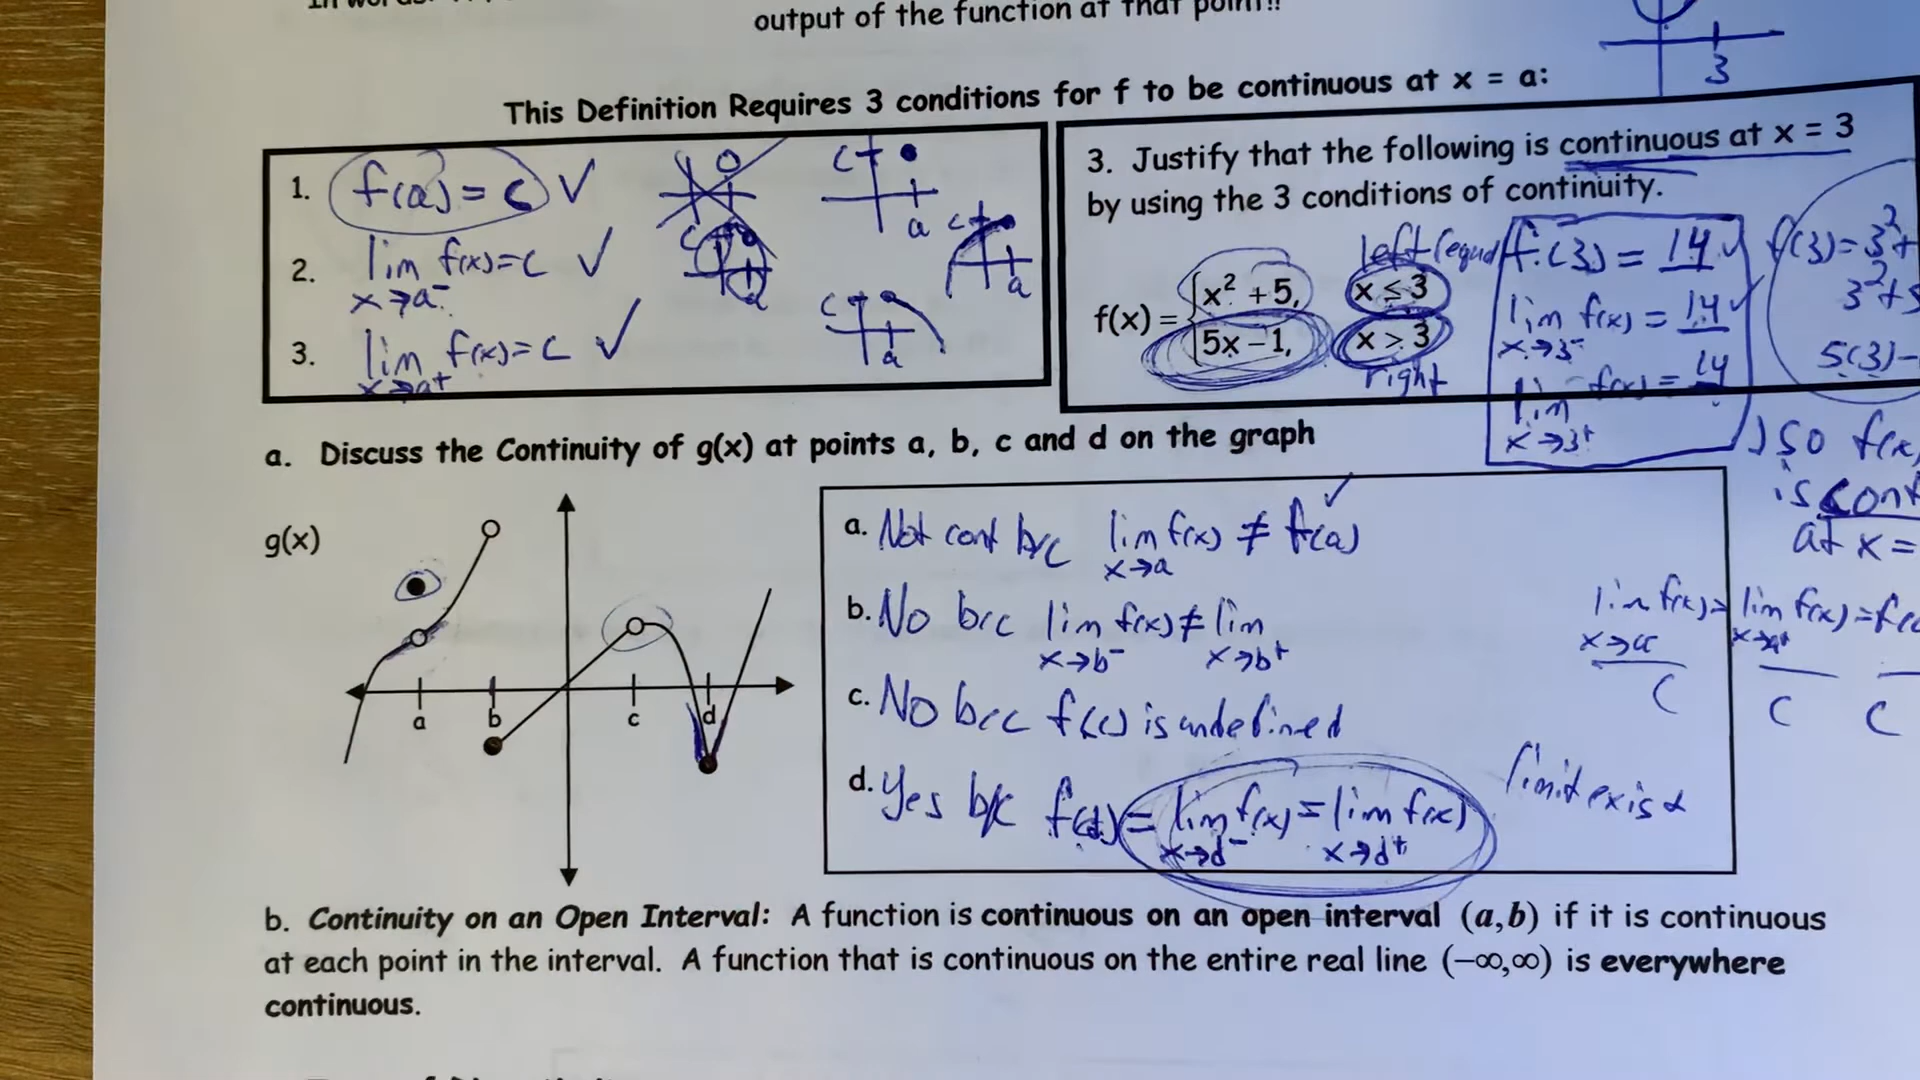 output of the function at that point!!
3
This Definition Requires 3 conditions for f to be continuous at x = a:
1. f(a) = c ✓
2. lim f(x)=c ✓
x→a⁻
3. lim f(x)=c ✓
x→a⁺
c
a
c
a
c
a
3. Justify that the following is continuous at x = 3
by using the 3 conditions of continuity.
left
f(x) = { x² + 5, x ≤ 3
5x – 1, x > 3
right
f(3) = 14 ✓
lim f(x) = 14 ✓
x→3⁻
lim f(x) = 14
x→3⁺
f(3)=3²+
3²+5
5(3)-
so f(x)
is cont
at x =
a. Discuss the Continuity of g(x) at points a, b, c and d on the graph
g(x)
a b c d
a. Not cont b/c lim f(x) ≠ f(a) ✓
x→a
b. No b/c lim f(x) ≠ lim
x→b⁻ x→b⁺
c. No b/c f(c) is undefined
d. Yes b/c f(d) = lim f(x) = lim f(x)
x→d⁻ x→d⁺
lim f(x) = lim f(x) = f(
c c c
limit exist
b. Continuity on an Open Interval: A function is continuous on an open interval (a,b) if it is continuous
at each point in the interval. A function that is continuous on the entire real line (–∞,∞) is everywhere
continuous.